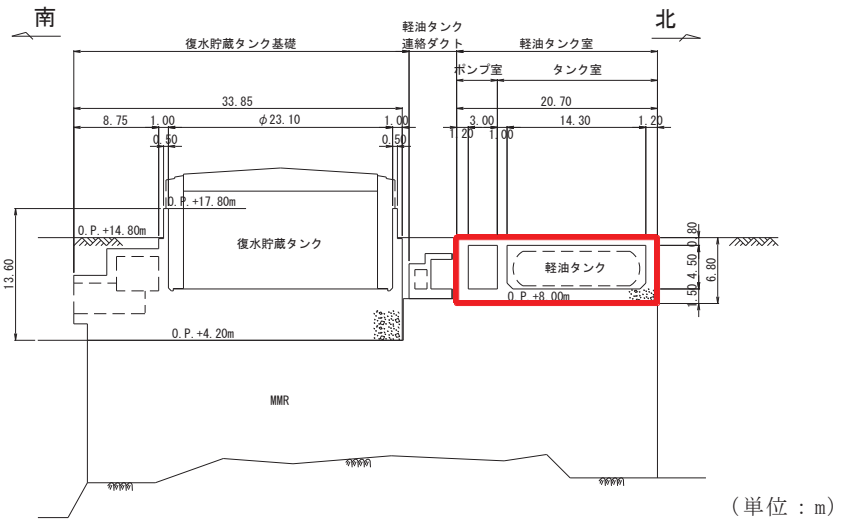 南
北
軽油タンク
連絡ダクト
復水貯蔵タンク基礎
軽油タンク室
ポンプ室
タンク室
33.85
20.70
8.75
1.00
φ23.10
1.00
3.00
14.30
1.20
1.20
1.00
0.50
0.50
O.P.+17.80m
O.P.+14.80m
0.80
復水貯蔵タンク
軽油タンク
13.60
4.50
6.80
1.50
O.P.+8.00m
O.P.+4.20m
MMR
(単位:m)